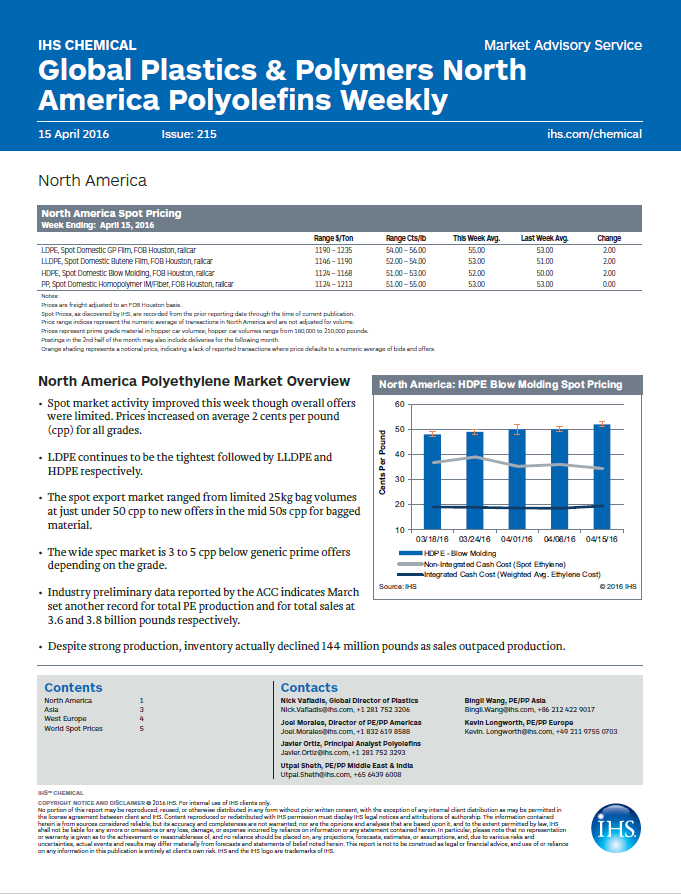 IHS CHEMICAL
Market Advisory Service
Global Plastics & Polymers North
America Polyolefins Weekly
15 April 2016 Issue: 215 ihs.com/chemical
North America
North America Spot Pricing
Week Ending: April 15, 2016
Range $/Ton Range Cts/lb This Week Avg. Last Week Avg. Change
LDPE, Spot Domestic GP Film, FOB Houston, railcar 1190 – 1235 54.00 – 56.00 55.00 53.00 2.00
LLDPE, Spot Domestic Butene Film, FOB Houston, railcar 1146 – 1190 52.00 – 54.00 53.00 51.00 2.00
HDPE, Spot Domestic Blow Molding, FOB Houston, railcar 1124 – 1168 51.00 – 53.00 52.00 50.00 2.00
PP, Spot Domestic Homopolymer IM/Fiber, FOB Houston, railcar 1124 – 1213 51.00 – 55.00 53.00 53.00 0.00
Notes:
Prices are freight adjusted to an FOB Houston basis.
Spot Prices, as discovered by IHS, are recorded from the prior reporting date through the time of current publication.
Price range indices represent the numeric average of transactions in North America and are not adjusted for volume.
Prices represent prime grade material in hopper car volumes; hopper car volumes range from 180,000 to 210,000 pounds.
Postings in the 2nd half of the month may also include deliveries for the following month.
Orange shading represents a notional price, indicating a lack of reported transactions where price defaults to a numeric average of bids and offers.
North America Polyethylene Market Overview
• Spot market activity improved this week though overall offers
were limited. Prices increased on average 2 cents per pound
(cpp) for all grades.
• LDPE continues to be the tightest followed by LLDPE and
HDPE respectively.
• The spot export market ranged from limited 25kg bag volumes
at just under 50 cpp to new offers in the mid 50s cpp for bagged
material.
• The wide spec market is 3 to 5 cpp below generic prime offers
depending on the grade.
• Industry preliminary data reported by the ACC indicates March
set another record for total PE production and for total sales at
3.6 and 3.8 billion pounds respectively.
• Despite strong production, inventory actually declined 144 million pounds as sales outpaced production.
North America: HDPE Blow Molding Spot Pricing
Cents Per Pound
60
50
40
30
20
10
03/18/16 03/24/16 04/01/16 04/08/16 04/15/16
HDPE - Blow Molding
Non-Integrated Cash Cost (Spot Ethylene)
Integrated Cash Cost (Weighted Avg. Ethylene Cost)
Source: IHS © 2016 IHS
Contents
North America 1
Asia 3
West Europe 4
World Spot Prices 5
Contacts
Nick Vafiadis, Global Director of Plastics
Nick.Vafiadis@ihs.com, +1 281 752 3206
Joel Morales, Director of PE/PP Americas
Joel.Morales@ihs.com, +1 832 619 8588
Javier Ortiz, Principal Analyst Polyolefins
Javier.Ortiz@ihs.com, +1 281 752 3293
Utpal Sheth, PE/PP Middle East & India
Utpal.Sheth@ihs.com, +65 6439 6008
Bingli Wang, PE/PP Asia
Bingli.Wang@ihs.com, +86 212 422 9017
Kevin Longworth, PE/PP Europe
Kevin. Longworth@ihs.com, +49 211 9755 0703
IHS™ CHEMICAL
COPYRIGHT NOTICE AND DISCLAIMER © 2016 IHS. For internal use of IHS clients only.
No portion of this report may be reproduced, reused, or otherwise distributed in any form without prior written consent, with the exception of any internal client distribution as may be permitted in
the license agreement between client and IHS. Content reproduced or redistributed with IHS permission must display IHS legal notices and attributions of authorship. The information contained
herein is from sources considered reliable, but its accuracy and completeness are not warranted, nor are the opinions and analyses that are based upon it, and to the extent permitted by law, IHS
shall not be liable for any errors or omissions or any loss, damage, or expense incurred by reliance on information or any statement contained herein. In particular, please note that no representation
or warranty is given as to the achievement or reasonableness of, and no reliance should be placed on, any projections, forecasts, estimates, or assumptions, and, due to various risks and
uncertainties, actual events and results may differ materially from forecasts and statements of belief noted herein. This report is not to be construed as legal or financial advice, and use of or reliance
on any information in this publication is entirely at client's own risk. IHS and the IHS logo are trademarks of IHS.
IHS